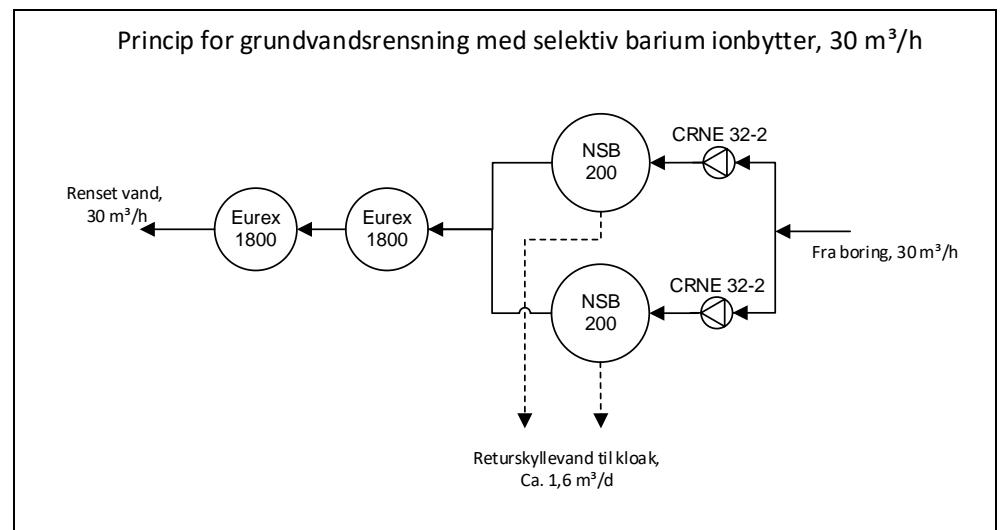 Princip for grundvandsrensning med selektiv barium ionbytter, 30 m³/h
CRNE 32-2
NSB
200
Renset vand,
30 m³/h
Eurex
1800
Eurex
1800
Fra boring, 30 m³/h
CRNE 32-2
NSB
200
Returskyllevand til kloak,
Ca. 1,6 m³/d